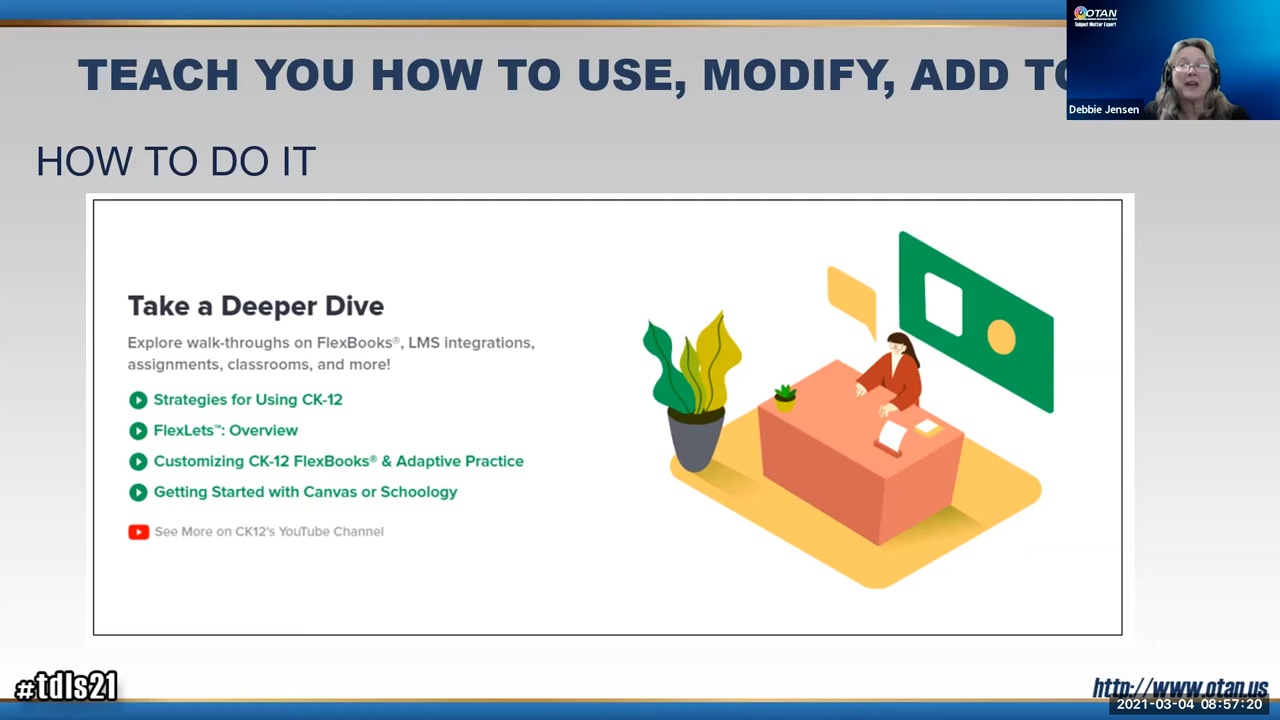 OTAN
Subject Matter Expert
TEACH YOU HOW TO USE, MODIFY, ADD TO
Debbie Jensen
HOW TO DO IT
Take a Deeper Dive
Explore walk-throughs on FlexBooks®, LMS integrations,
assignments, classrooms, and more!
Strategies for Using CK-12
FlexLets™: Overview
Customizing CK-12 FlexBooks® & Adaptive Practice
Getting Started with Canvas or Schoology
See More on CK12's YouTube Channel
#tdls21
http://www.otan.us
2021-03-04 08:57:20